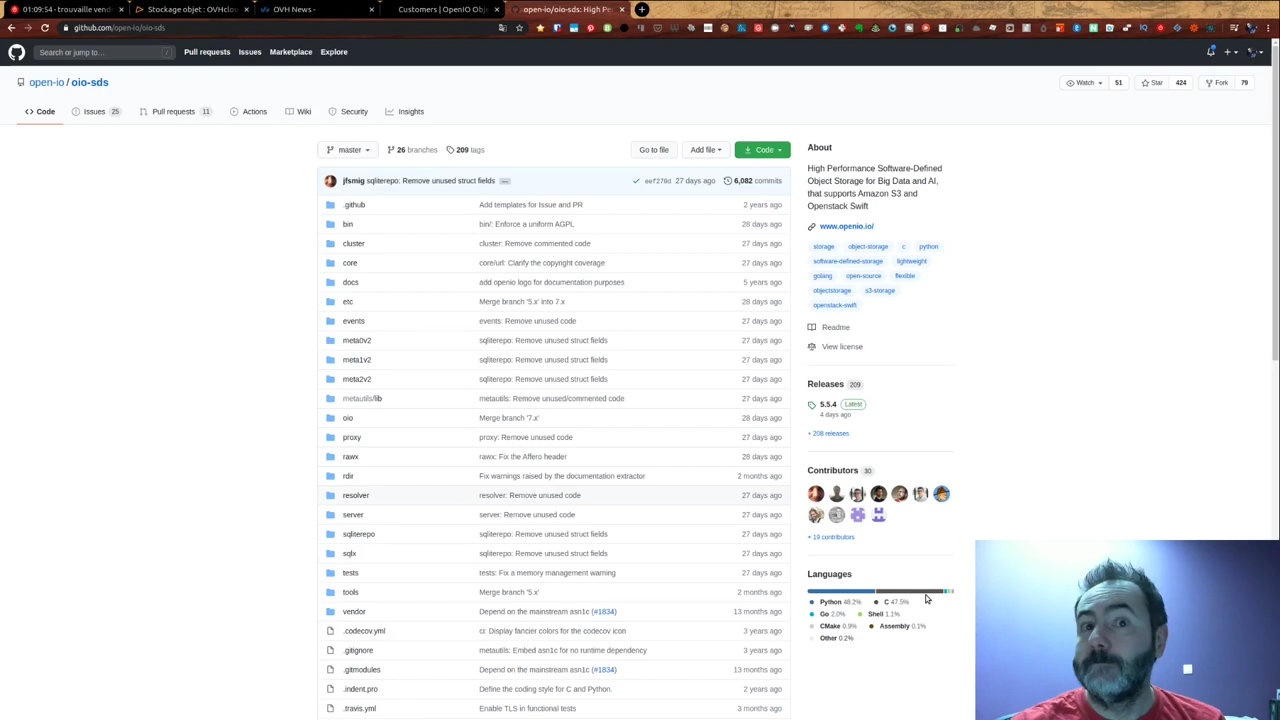 01:09:54 - trouvaille vend
Stockage objet : OVHclou
OVH News -
Customers | OpenIO Obje
open-io/oio-sds: High Pe
github.com/open-io/oio-sds
Search or jump to...
/
Pull requests
Issues
Marketplace
Explore
open-io / oio-sds
Watch
51
Star
424
Fork
79
Code
Issues 25
Pull requests 11
Actions
Wiki
Security
Insights
master
26 branches
209 tags
Go to file
Add file
Code
jfsmig sqliterepo: Remove unused struct fields
eef270d 27 days ago
6,082 commits
.github Add templates for Issue and PR 2 years ago
bin bin/: Enforce a uniform AGPL 28 days ago
cluster cluster: Remove commented code 27 days ago
core core/url: Clarify the copyright coverage 27 days ago
docs add openio logo for documentation purposes 5 years ago
etc Merge branch '5.x' into 7.x 28 days ago
events events: Remove unused code 27 days ago
meta0v2 sqliterepo: Remove unused struct fields 27 days ago
meta1v2 sqliterepo: Remove unused struct fields 27 days ago
meta2v2 sqliterepo: Remove unused struct fields 27 days ago
metautils/lib metautils: Remove unused/commented code 27 days ago
oio Merge branch '7.x' 28 days ago
proxy proxy: Remove unused code 27 days ago
rawx rawx: Fix the Affero header 28 days ago
rdir Fix warnings raised by the documentation extractor 2 months ago
resolver resolver: Remove unused code 27 days ago
server server: Remove unused code 27 days ago
sqliterepo sqliterepo: Remove unused struct fields 27 days ago
sqlx sqliterepo: Remove unused struct fields 27 days ago
tests tests: Fix a memory management warning 27 days ago
tools Merge branch '5.x' 2 months ago
vendor Depend on the mainstream asn1c (#1834) 13 months ago
.codecov.yml ci: Display fancier colors for the codecov icon 3 years ago
.gitignore metautils: Embed asn1c for no runtime dependency 3 years ago
.gitmodules Depend on the mainstream asn1c (#1834) 13 months ago
.indent.pro Define the coding style for C and Python. 2 years ago
.travis.yml Enable TLS in functional tests 3 months ago
About
High Performance Software-Defined
Object Storage for Big Data and AI,
that supports Amazon S3 and
Openstack Swift
www.openio.io/
storage object-storage c python
software-defined-storage lightweight
golang open-source flexible
objectstorage s3-storage
openstack-swift
Readme
View license
Releases 209
5.5.4 Latest
4 days ago
+ 208 releases
Contributors 30
+ 19 contributors
Languages
Python 48.2% C 47.5%
Go 2.0% Shell 1.1%
CMake 0.9% Assembly 0.1%
Other 0.2%